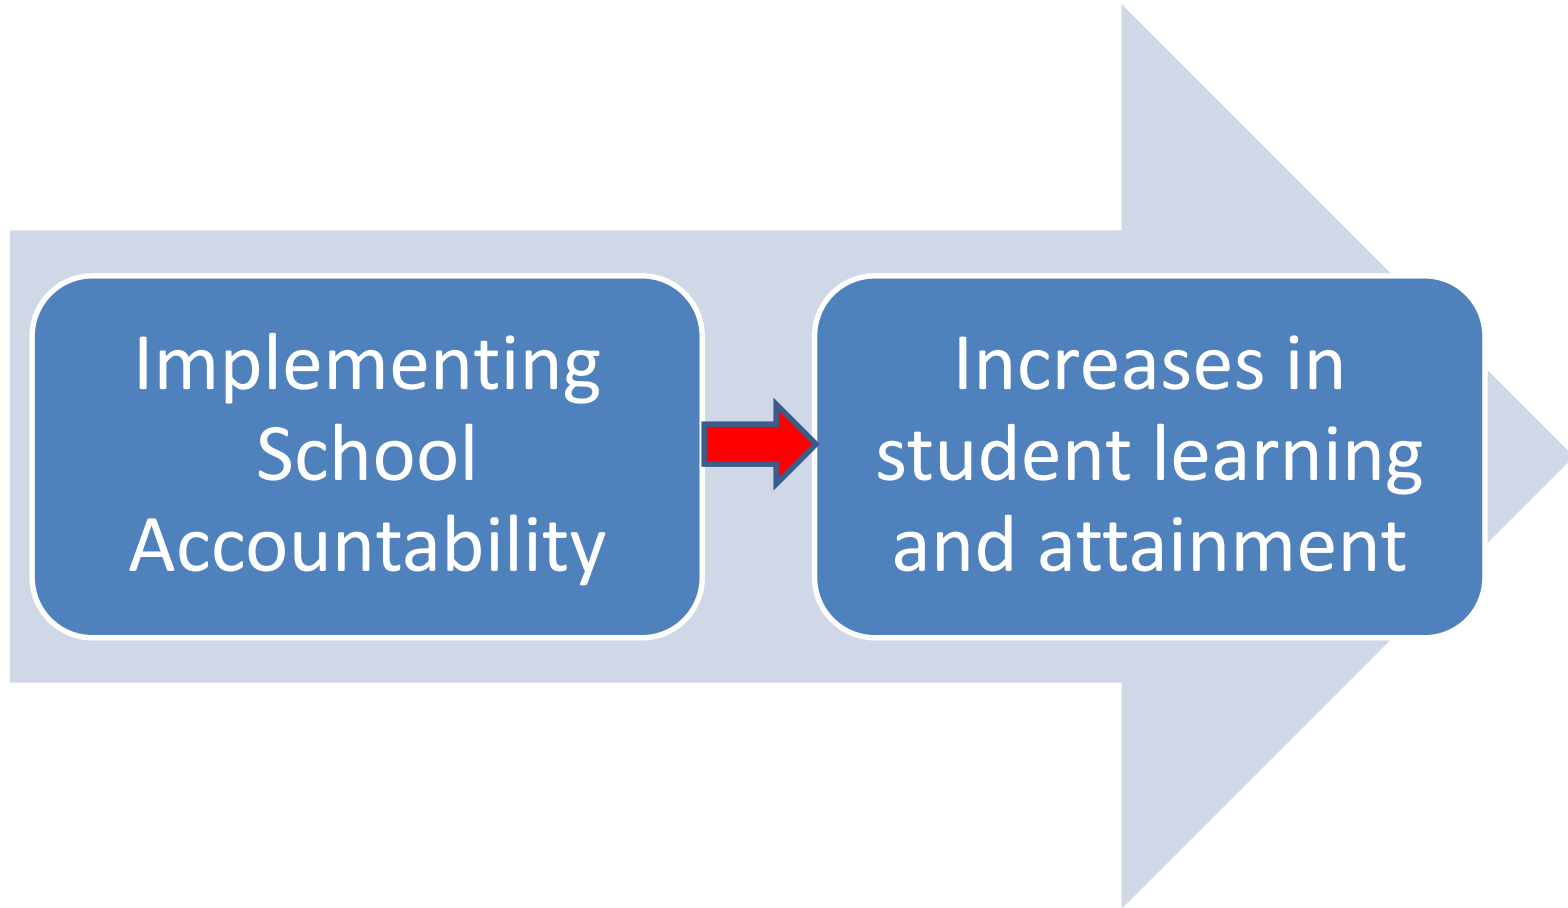 Implementing
School
Accountability
Increases in
student learning
and attainment